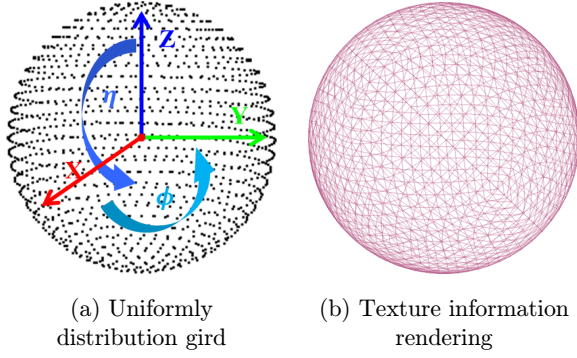 Z
η
Y
X
ϕ
(a) Uniformly
distribution gird
(b) Texture information
rendering